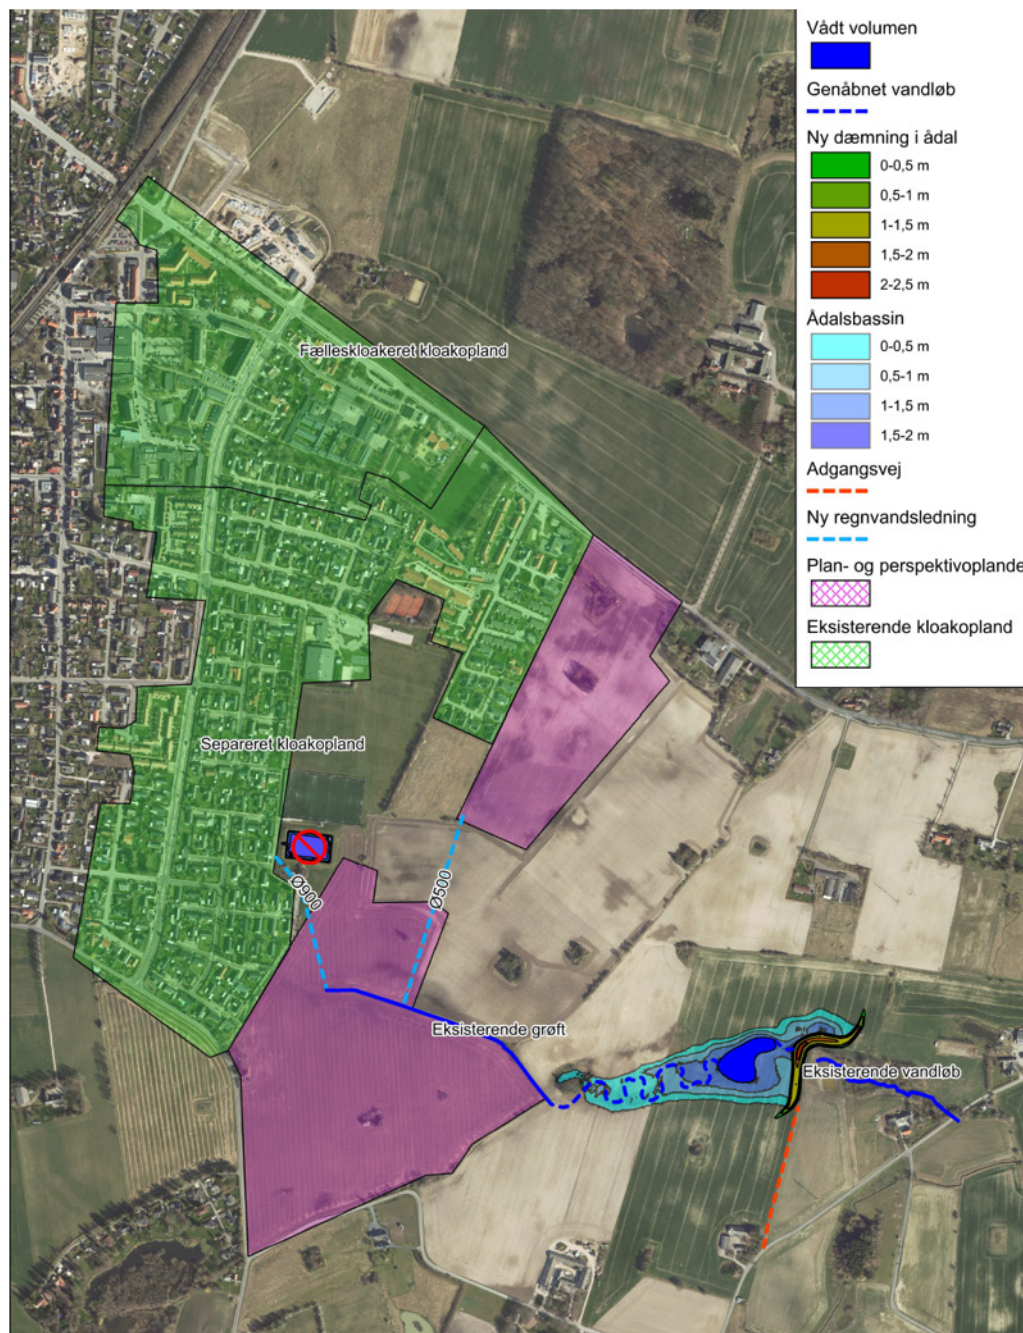 Vådt volumen
Genåbnet vandløb
Ny dæmning i ådal
0-0,5 m
0,5-1 m
1-1,5 m
1,5-2 m
2-2,5 m
Ådalsbassin
0-0,5 m
0,5-1 m
1-1,5 m
1,5-2 m
Adgangsvej
Ny regnvandsledning
Plan- og perspektivoplande
Eksisterende kloakopland
Fælleskloakeret kloakopland
Separeret kloakopland
Ø900
Ø500
Eksisterende grøft
Eksisterende vandløb